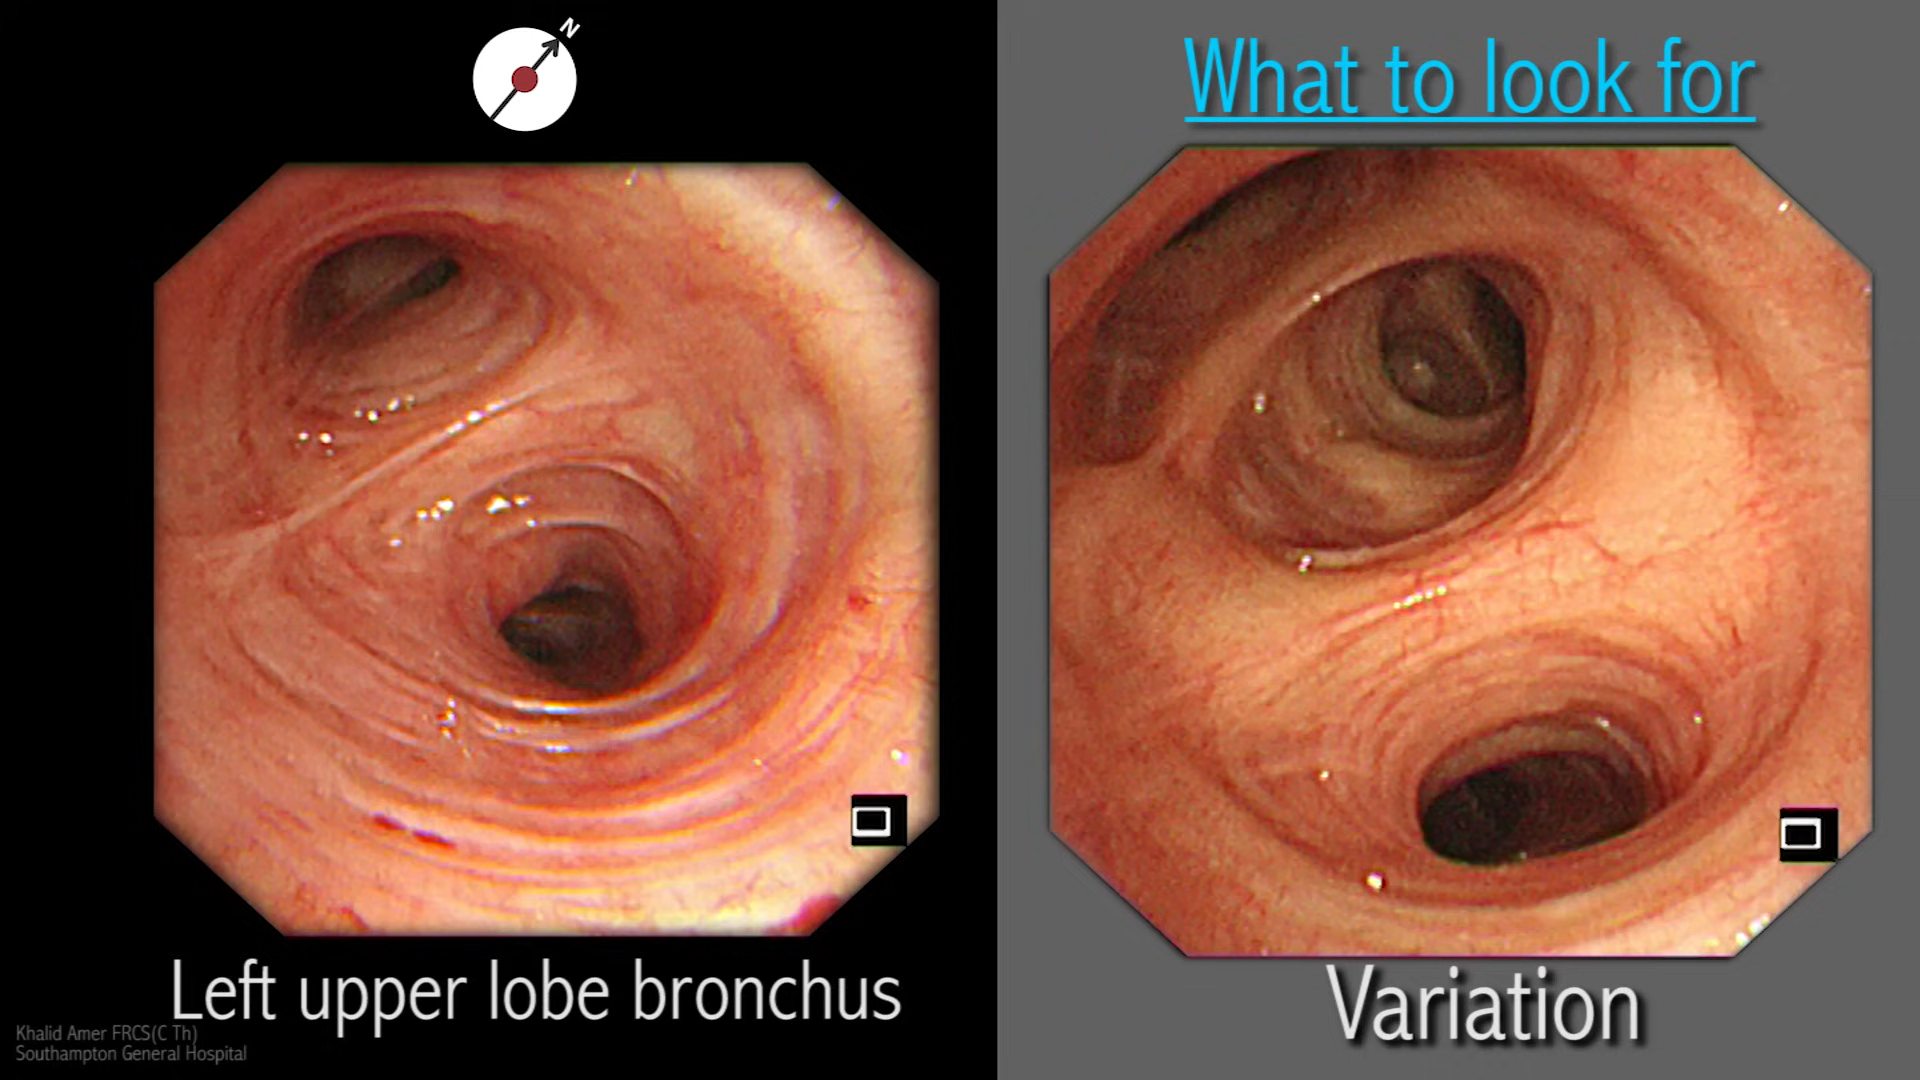 N
What to look for
Left upper lobe bronchus
Variation
Khalid Amer FRCS(C Th)
Southampton General Hospital